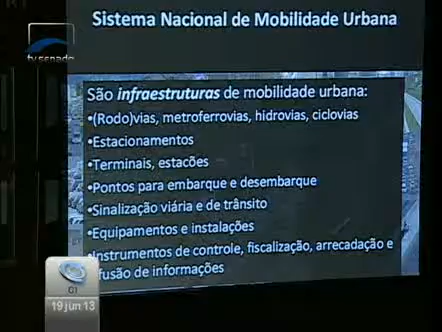 Sistema Nacional de Mobilidade Urbana
tv senado
São infraestruturas de mobilidade urbana:
•(Rodo)vias, metroferrovias, hidrovias, ciclovias
•Estacionamentos
•Terminais, estacões
•Pontos para embarque e desembarque
•Sinalização viária e de trânsito
•Equipamentos e instalações
•Instrumentos de controle, fiscalização, arrecadação e
fusão de informações
19 jun 13